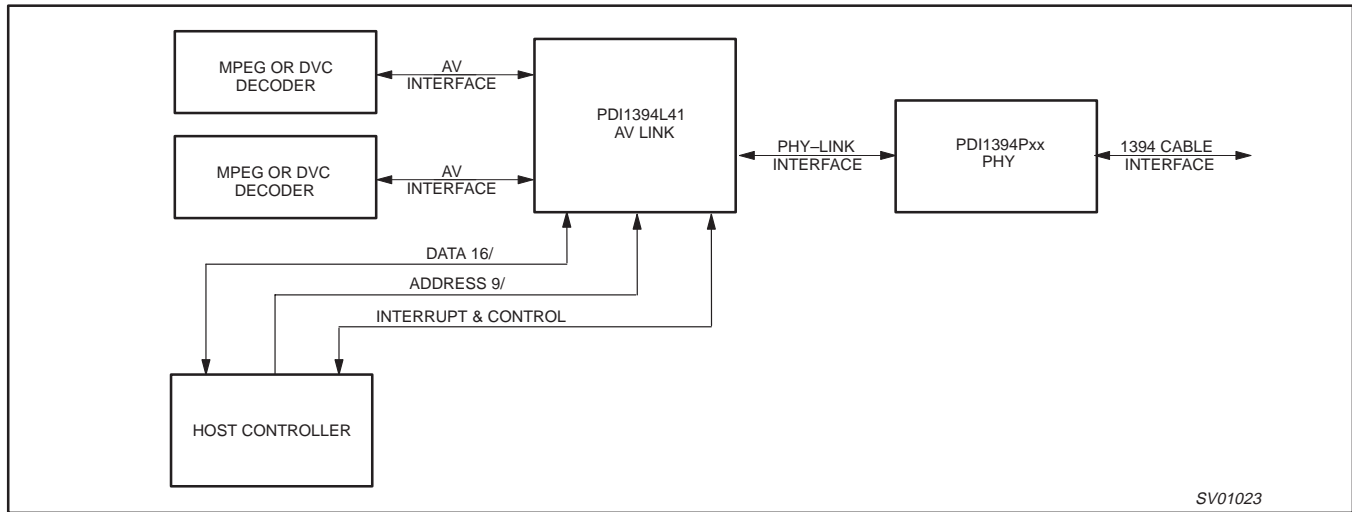 MPEG OR DVC
DECODER
AV
INTERFACE
PDI1394L41
AV LINK
PHY–LINK
INTERFACE
PDI1394Pxx
PHY
1394 CABLE
INTERFACE
MPEG OR DVC
DECODER
AV
INTERFACE
DATA 16/
ADDRESS 9/
INTERRUPT & CONTROL
HOST CONTROLLER
SV01023